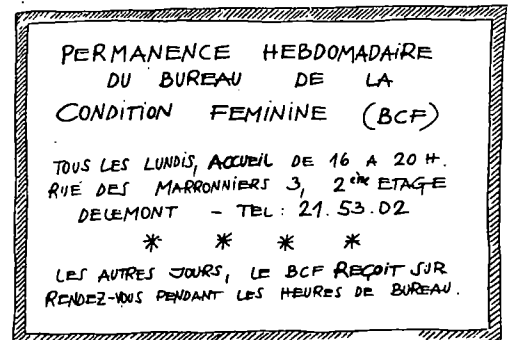 PERMANENCE HEBDOMADAIRE
DU BUREAU DE LA
CONDITION FEMININE (BCF)
TOUS LES LUNDIS, ACCUEIL DE 16 A 20 H.
RUE DES MARRONNIERS 3, 2ème ETAGE
DELEMONT - TEL: 21.53.02
* * * *
LES AUTRES JOURS, LE BCF REÇOIT SUR
RENDEZ-VOUS PENDANT LES HEURES DE BUREAU.